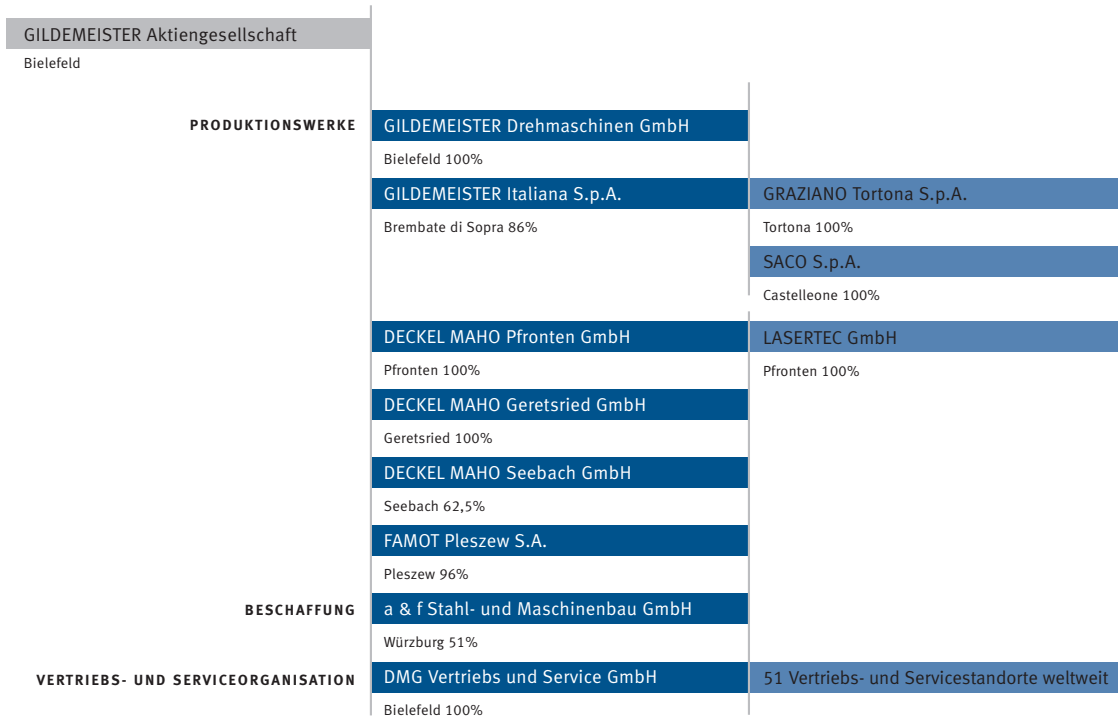 GILDEMEISTER Aktiengesellschaft
Bielefeld
PRODUKTIONSWERKE
GILDEMEISTER Drehmaschinen GmbH
Bielefeld 100%
GILDEMEISTER Italiana S.p.A.
GRAZIANO Tortona S.p.A.
Brembate di Sopra 86%
Tortona 100%
SACO S.p.A.
Castelleone 100%
DECKEL MAHO Pfronten GmbH
LASERTEC GmbH
Pfronten 100%
Pfronten 100%
DECKEL MAHO Geretsried GmbH
Geretsried 100%
DECKEL MAHO Seebach GmbH
Seebach 62,5%
FAMOT Pleszew S.A.
Pleszew 96%
BESCHAFFUNG
a & f Stahl- und Maschinenbau GmbH
Würzburg 51%
VERTRIEBS- UND SERVICEORGANISATION
DMG Vertriebs und Service GmbH
51 Vertriebs- und Servicestandorte weltweit
Bielefeld 100%